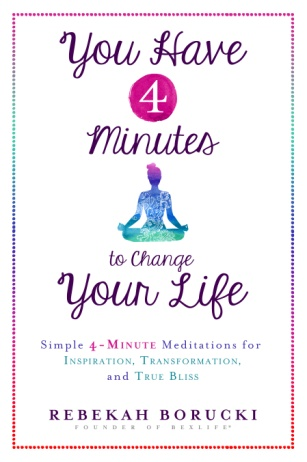 You Have
4
Minutes
to Change
Your Life
Simple 4-Minute Meditations for
Inspiration, Transformation,
and True Bliss
REBEKAH BORUCKI
FOUNDER OF BEXLIFE®